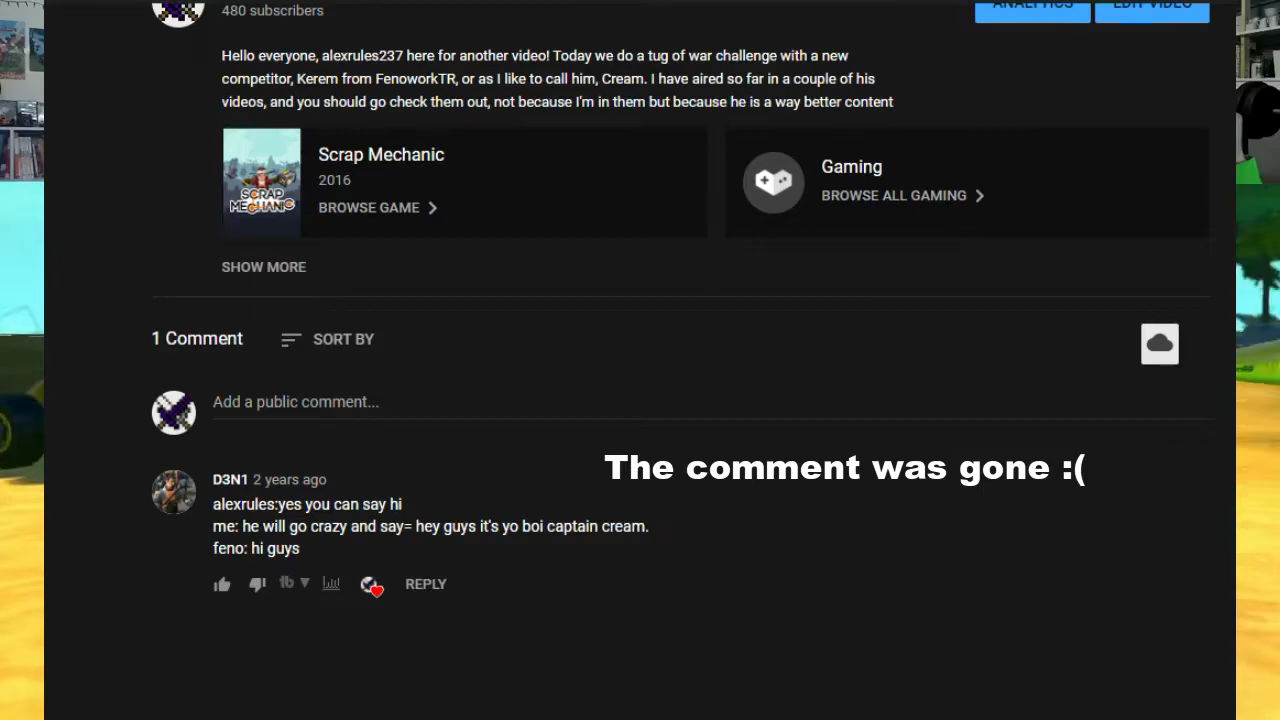 480 subscribers
ANALYTICS
EDIT VIDEO
Hello everyone, alexrules237 here for another video! Today we do a tug of war challenge with a new
competitor, Kerem from FenoworkTR, or as I like to call him, Cream. I have aired so far in a couple of his
videos, and you should go check them out, not because I'm in them but because he is a way better content
SCRAP
MECHANIC
Scrap Mechanic
2016
BROWSE GAME
Gaming
BROWSE ALL GAMING
SHOW MORE
1 Comment
SORT BY
Add a public comment...
The comment was gone :(
D3N1 2 years ago
alexrules:yes you can say hi
me: he will go crazy and say= hey guys it's yo boi captain cream.
feno: hi guys
REPLY